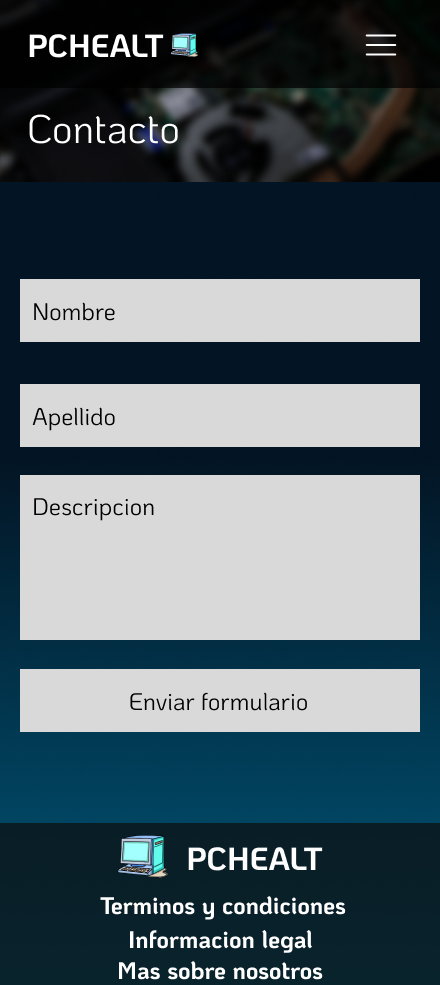 PCHEALT
Contacto
Nombre
Apellido
Descripcion
Enviar formulario
PCHEALT
Terminos y condiciones
Informacion legal
Mas sobre nosotros